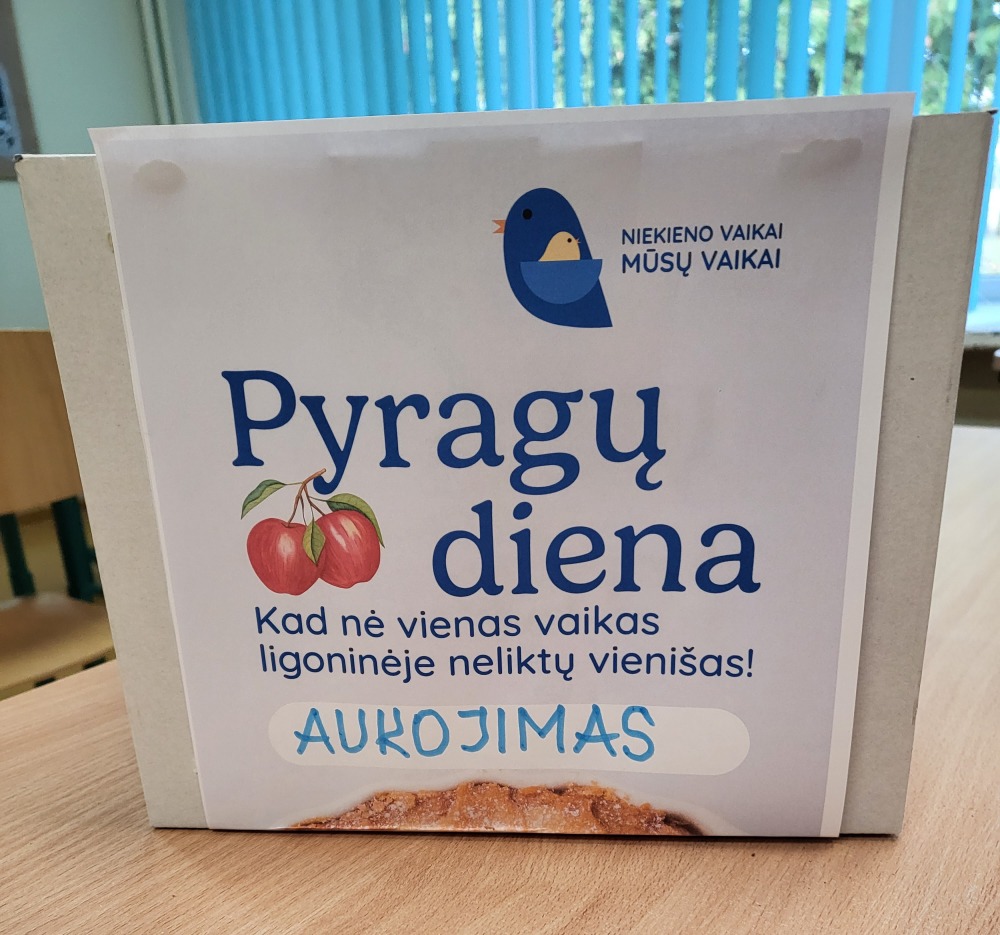 NIEKIENO VAIKAI
MŪSŲ VAIKAI
Pyragų
diena
Kad nė vienas vaikas
ligoninėje neliktų vienišas!
AUKOJIMAS